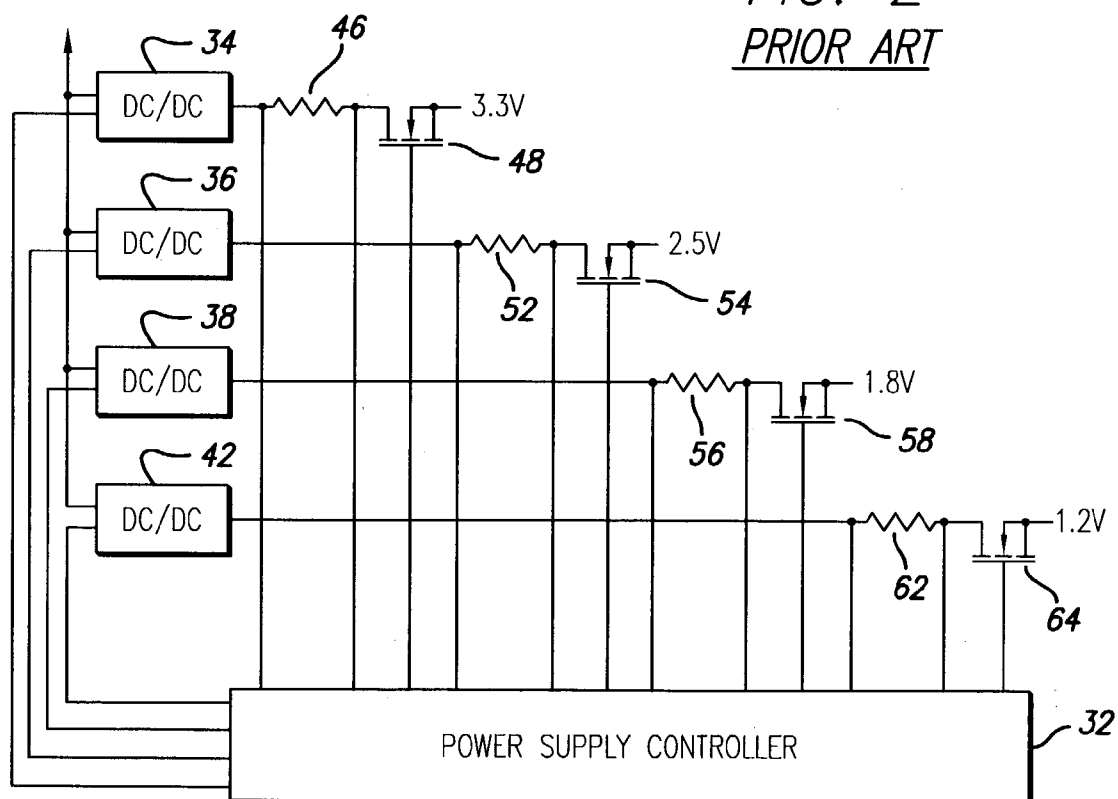 FIG. 2
PRIOR ART
34
DC/DC
46
3.3V
48
36
DC/DC
2.5V
52
54
38
DC/DC
1.8V
56
58
42
DC/DC
1.2V
62
64
32
POWER SUPPLY CONTROLLER